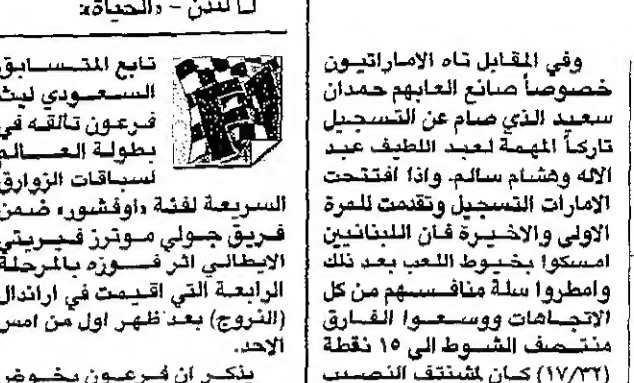 وفي المقابل تاه الاماراتيون
خصوصاً صانع العابهم حمدان
سعيد الذي صام عن التسجيل
تاركاً المهمة لعبد اللطيف عبد
الاله وهشام سالم. واذا افتتحت
الامارات التسجيل وتقدمت للمرة
الاولى والاخيرة فان اللبنانيين
امسكوا بخيوط اللعب بعد ذلك
وامطروا سلة منافسهم من كل
الاتجاهات ووسعوا الفارق
منتصف الشوط الى ١٥ نقطة
(١٧/٣٢) كان لمشنتف النصيب
لندن - «الحياة»:
تابع المتسابق
السعودي ليث
فرعون تألقه في
بطولة العالم
لسباقات الزوارق
السريعة لفئة «أوفشور» ضمن
فريق جولي موترز فيريتي
الايطالي اثر فوزه بالمرحلة
الرابعة التي اقيمت في اراندال
(النروج) بعد ظهر اول من امس
الاحد.
يذكر ان فرعون يخوض